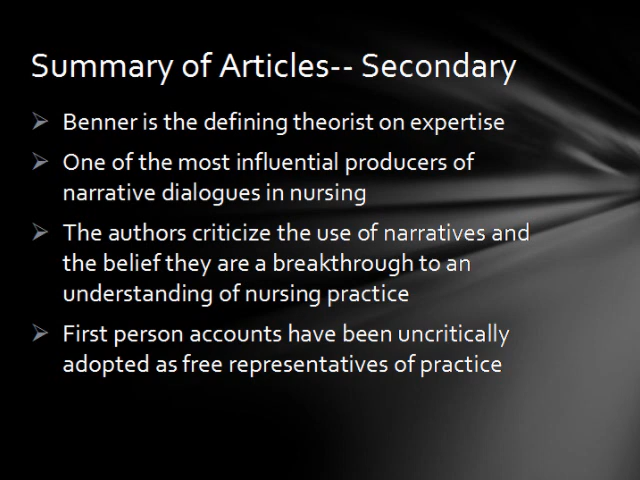 Summary of Articles-- Secondary
Benner is the defining theorist on expertise
One of the most influential producers of
narrative dialogues in nursing
The authors criticize the use of narratives and
the belief they are a breakthrough to an
understanding of nursing practice
First person accounts have been uncritically
adopted as free representatives of practice